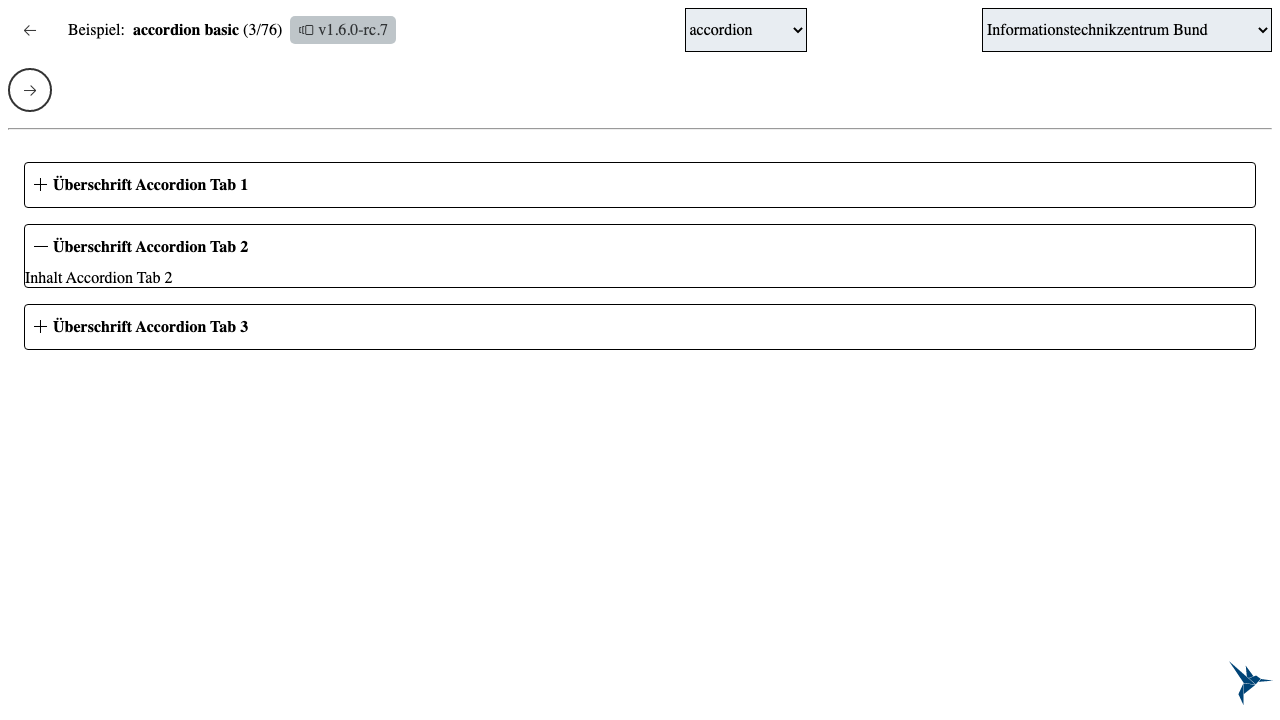 Beispiel: accordion basic (3/76) v1.6.0-rc.7 accordion Informationstechnikzentrum Bund
Überschrift Accordion Tab 1
Überschrift Accordion Tab 2
Inhalt Accordion Tab 2
Überschrift Accordion Tab 3